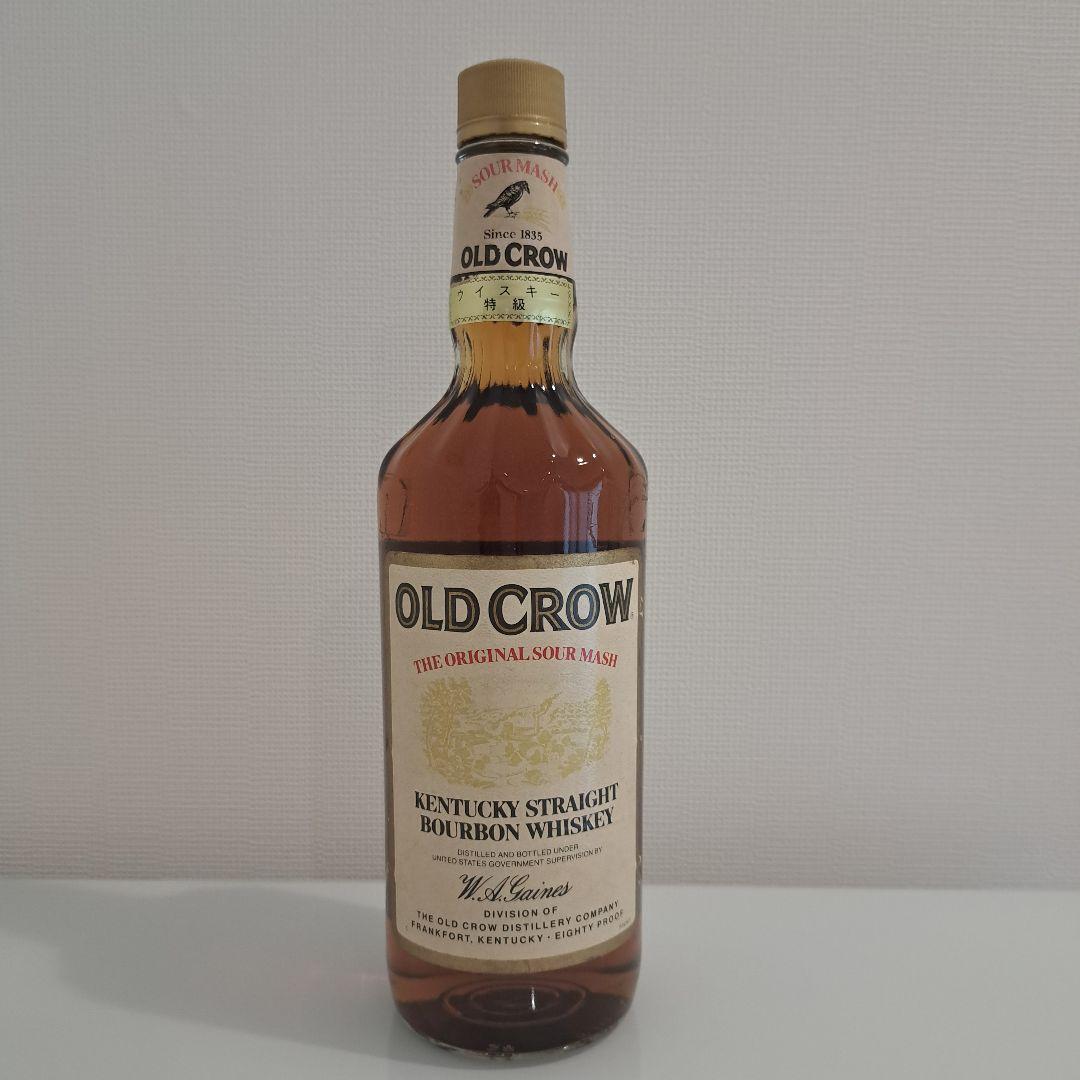 SOUR MASH
Since 1835
OLD CROW
ウイスキー
特級
OLD CROW
THE ORIGINAL SOUR MASH
KENTUCKY STRAIGHT
BOURBON WHISKEY
DISTILLED AND BOTTLED UNDER
UNITED STATES GOVERNMENT SUPERVISION BY
W.A.Gaines
DIVISION OF
THE OLD CROW DISTILLERY COMPANY
FRANKFORT, KENTUCKY · EIGHTY PROOF